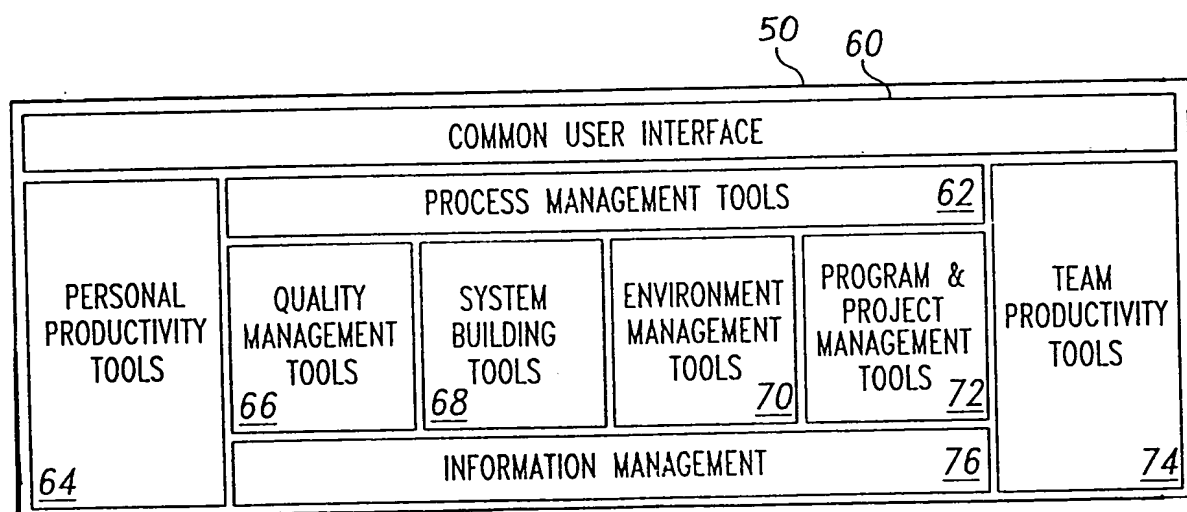 50
60
COMMON USER INTERFACE
PROCESS MANAGEMENT TOOLS 62
PERSONAL
PRODUCTIVITY
TOOLS
64
QUALITY
MANAGEMENT
TOOLS
66
SYSTEM
BUILDING
TOOLS
68
ENVIRONMENT
MANAGEMENT
TOOLS
70
PROGRAM &
PROJECT
MANAGEMENT
TOOLS
72
TEAM
PRODUCTIVITY
TOOLS
74
INFORMATION MANAGEMENT 76